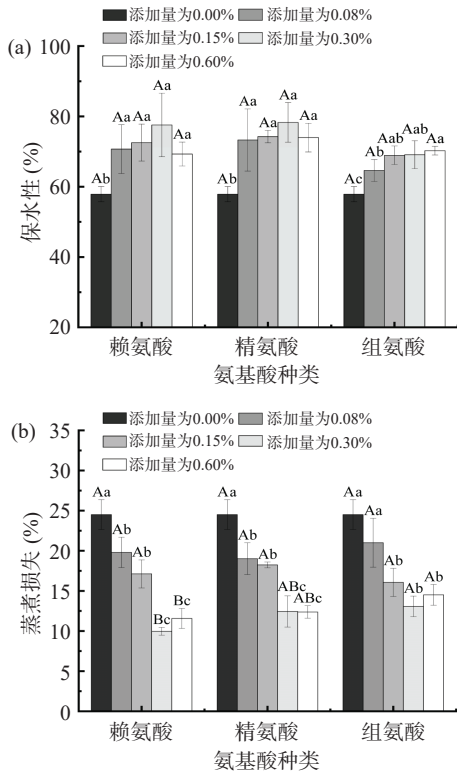 添加量为0.00% 添加量为0.08%
添加量为0.15% 添加量为0.30%
添加量为0.60%
(a)
保水性 (%)
100
80
60
40
20
Ab Aa Aa Aa Aa
Ab Aa Aa Aa Aa
Ac Ab Aab Aab Aa
赖氨酸 精氨酸 组氨酸
氨基酸种类
添加量为0.00% 添加量为0.08%
(b)
添加量为0.15% 添加量为0.30%
添加量为0.60%
蒸煮损失 (%)
35
30
25
20
15
10
5
0
Aa Ab Ab Bc Bc
Aa Ab Ab ABc ABc
Aa Aa Ab Ab Ab
赖氨酸 精氨酸 组氨酸
氨基酸种类